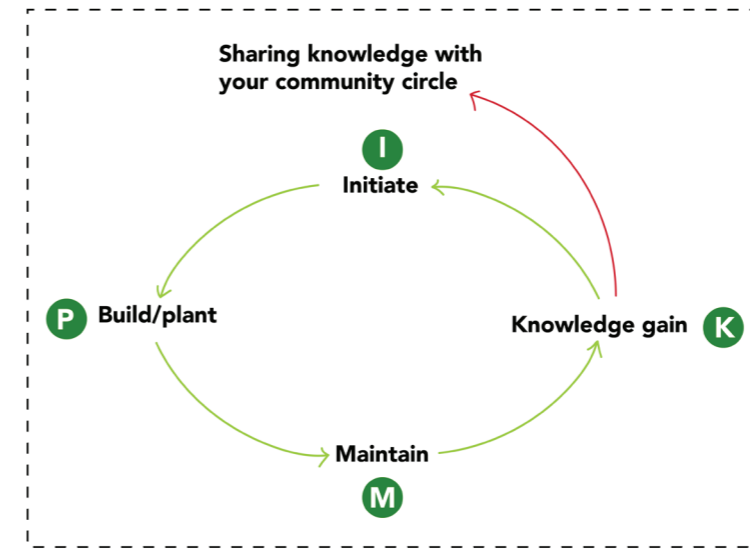 Sharing knowledge with
your community circle
I
Initiate
P
Build/plant
Knowledge gain
K
Maintain
M